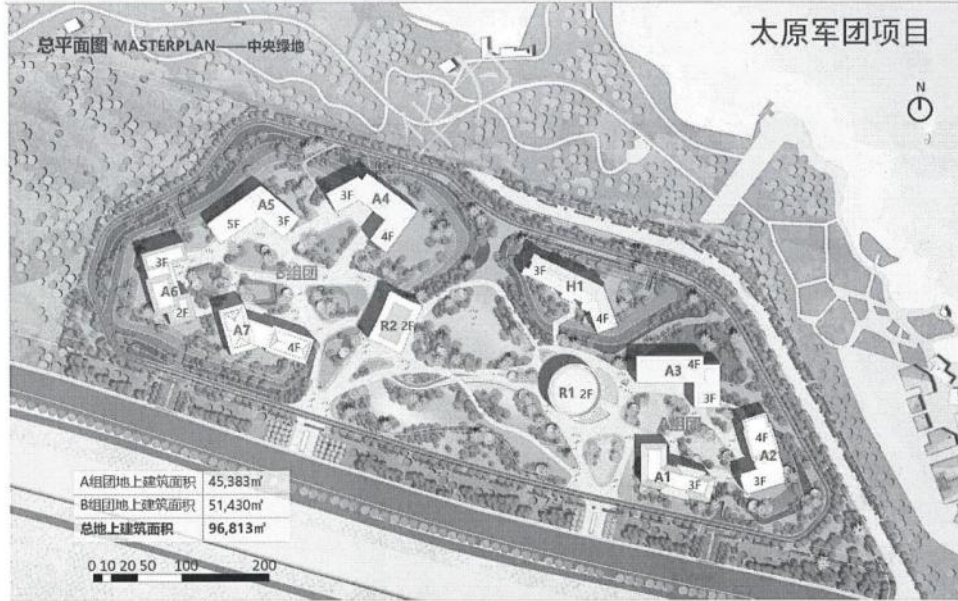 总平面图 MASTERPLAN——中央绿地
太原军团项目
N
3F
A4
4F
A5
5F
3F
3F
A6
2F
B组团
3F
H1
4F
A7
4F
R2 2F
R1 2F
4F
A3
3F
A组团
4F
A2
3F
A1
3F
A组团地上建筑面积 45,383㎡
B组团地上建筑面积 51,430㎡
总地上建筑面积 96,813㎡
0 10 20 50 100 200